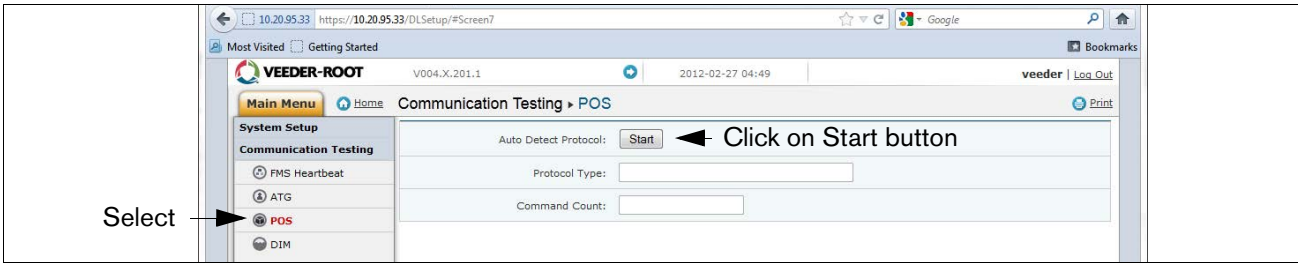 10.20.95.33 https://10.20.95.33/DLSetup/#Screen7 Google
Most Visited Getting Started Bookmarks
VEEDER-ROOT V004.X.201.1 2012-02-27 04:49 veeder | Log Out
Main Menu Home Communication Testing ▸ POS Print
System Setup
Auto Detect Protocol: Start Click on Start button
Communication Testing
FMS Heartbeat
Protocol Type:
ATG
Command Count:
Select POS
DIM